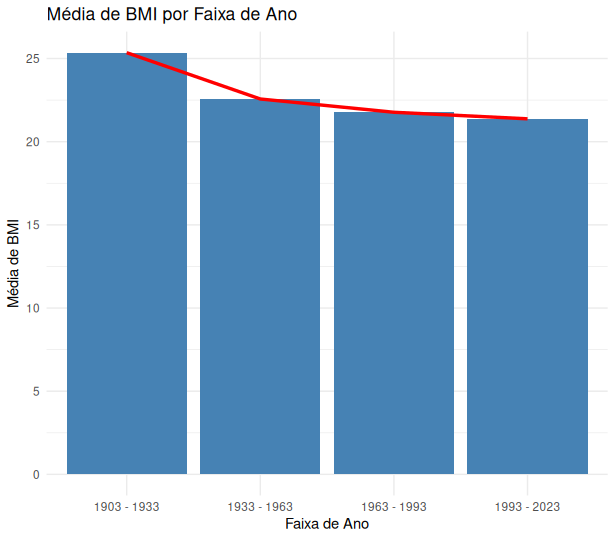 Média de BMI por Faixa de Ano
Média de BMI
25
20
15
10
5
0
1903 - 1933
1933 - 1963
1963 - 1993
1993 - 2023
Faixa de Ano